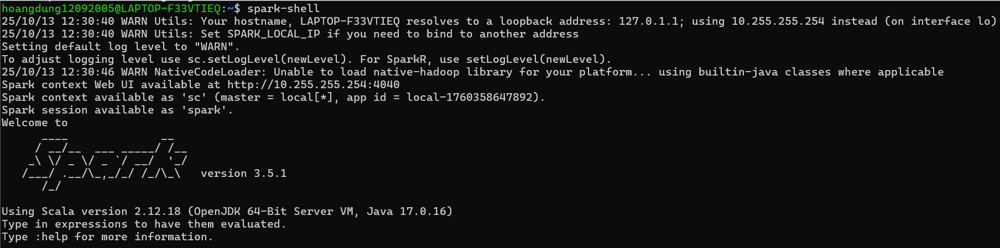 hoangdung12092005@LAPTOP-F33VTIEQ:~$ spark-shell
25/10/13 12:30:40 WARN Utils: Your hostname, LAPTOP-F33VTIEQ resolves to a loopback address: 127.0.1.1; using 10.255.255.254 instead (on interface lo)
25/10/13 12:30:40 WARN Utils: Set SPARK_LOCAL_IP if you need to bind to another address
Setting default log level to "WARN".
To adjust logging level use sc.setLogLevel(newLevel). For SparkR, use setLogLevel(newLevel).
25/10/13 12:30:46 WARN NativeCodeLoader: Unable to load native-hadoop library for your platform... using builtin-java classes where applicable
Spark context Web UI available at http://10.255.255.254:4040
Spark context available as 'sc' (master = local[*], app id = local-1760358647892).
Spark session available as 'spark'.
Welcome to
      ____              __
     / __/__  ___ _____/ /__
    _\ \/ _ \/ _ `/ __/  '_/
   /___/ .__/\_,_/_/ /_/\_\   version 3.5.1
      /_/
Using Scala version 2.12.18 (OpenJDK 64-Bit Server VM, Java 17.0.16)
Type in expressions to have them evaluated.
Type :help for more information.